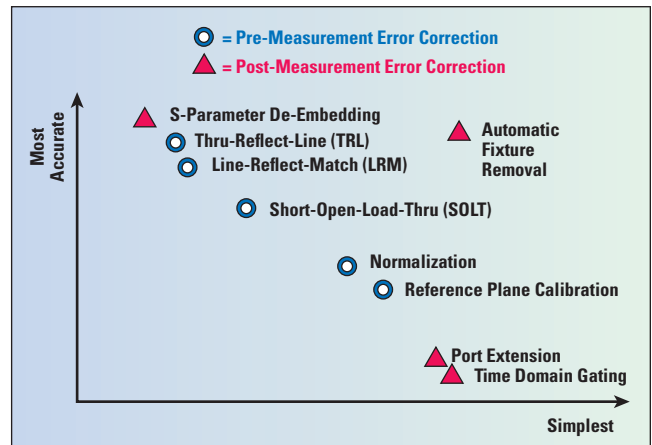 = Pre-Measurement Error Correction
= Post-Measurement Error Correction
Most
Accurate
S-Parameter De-Embedding
Thru-Reflect-Line (TRL)
Line-Reflect-Match (LRM)
Automatic
Fixture
Removal
Short-Open-Load-Thru (SOLT)
Normalization
Reference Plane Calibration
Port Extension
Time Domain Gating
Simplest